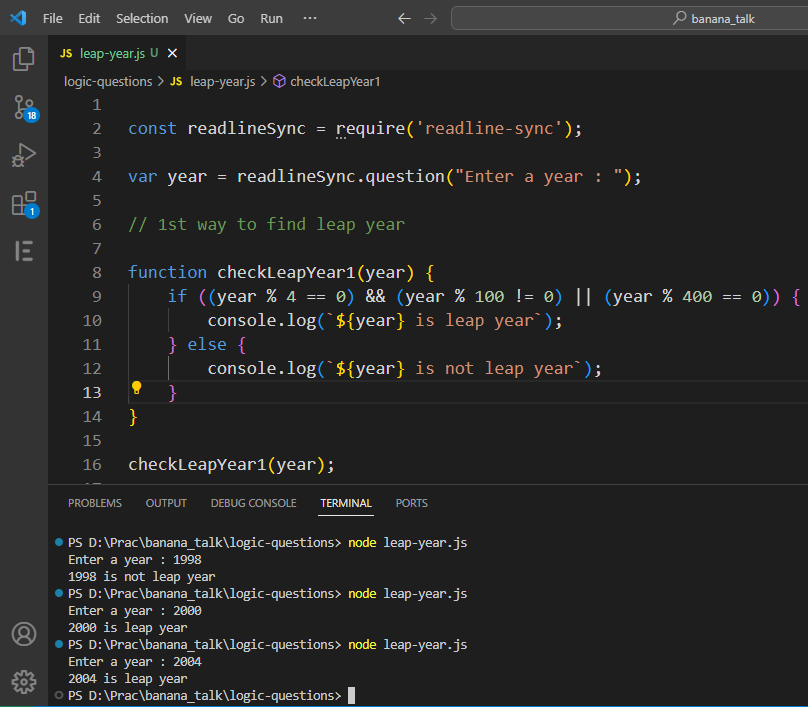 File Edit Selection View Go Run ··· ← → banana_talk
JS leap-year.js U ×
logic-questions > JS leap-year.js > checkLeapYear1
18
1
1
2 const readlineSync = require('readline-sync');
3
4 var year = readlineSync.question("Enter a year : ");
5
6 // 1st way to find leap year
7
8 function checkLeapYear1(year) {
9 if ((year % 4 == 0) && (year % 100 != 0) || (year % 400 == 0)) {
10 console.log(`${year} is leap year`);
11 } else {
12 console.log(`${year} is not leap year`);
13 }
14 }
15
16 checkLeapYear1(year);
PROBLEMS OUTPUT DEBUG CONSOLE TERMINAL PORTS
PS D:\Prac\banana_talk\logic-questions> node leap-year.js
Enter a year : 1998
1998 is not leap year
PS D:\Prac\banana_talk\logic-questions> node leap-year.js
Enter a year : 2000
2000 is leap year
PS D:\Prac\banana_talk\logic-questions> node leap-year.js
Enter a year : 2004
2004 is leap year
PS D:\Prac\banana_talk\logic-questions>